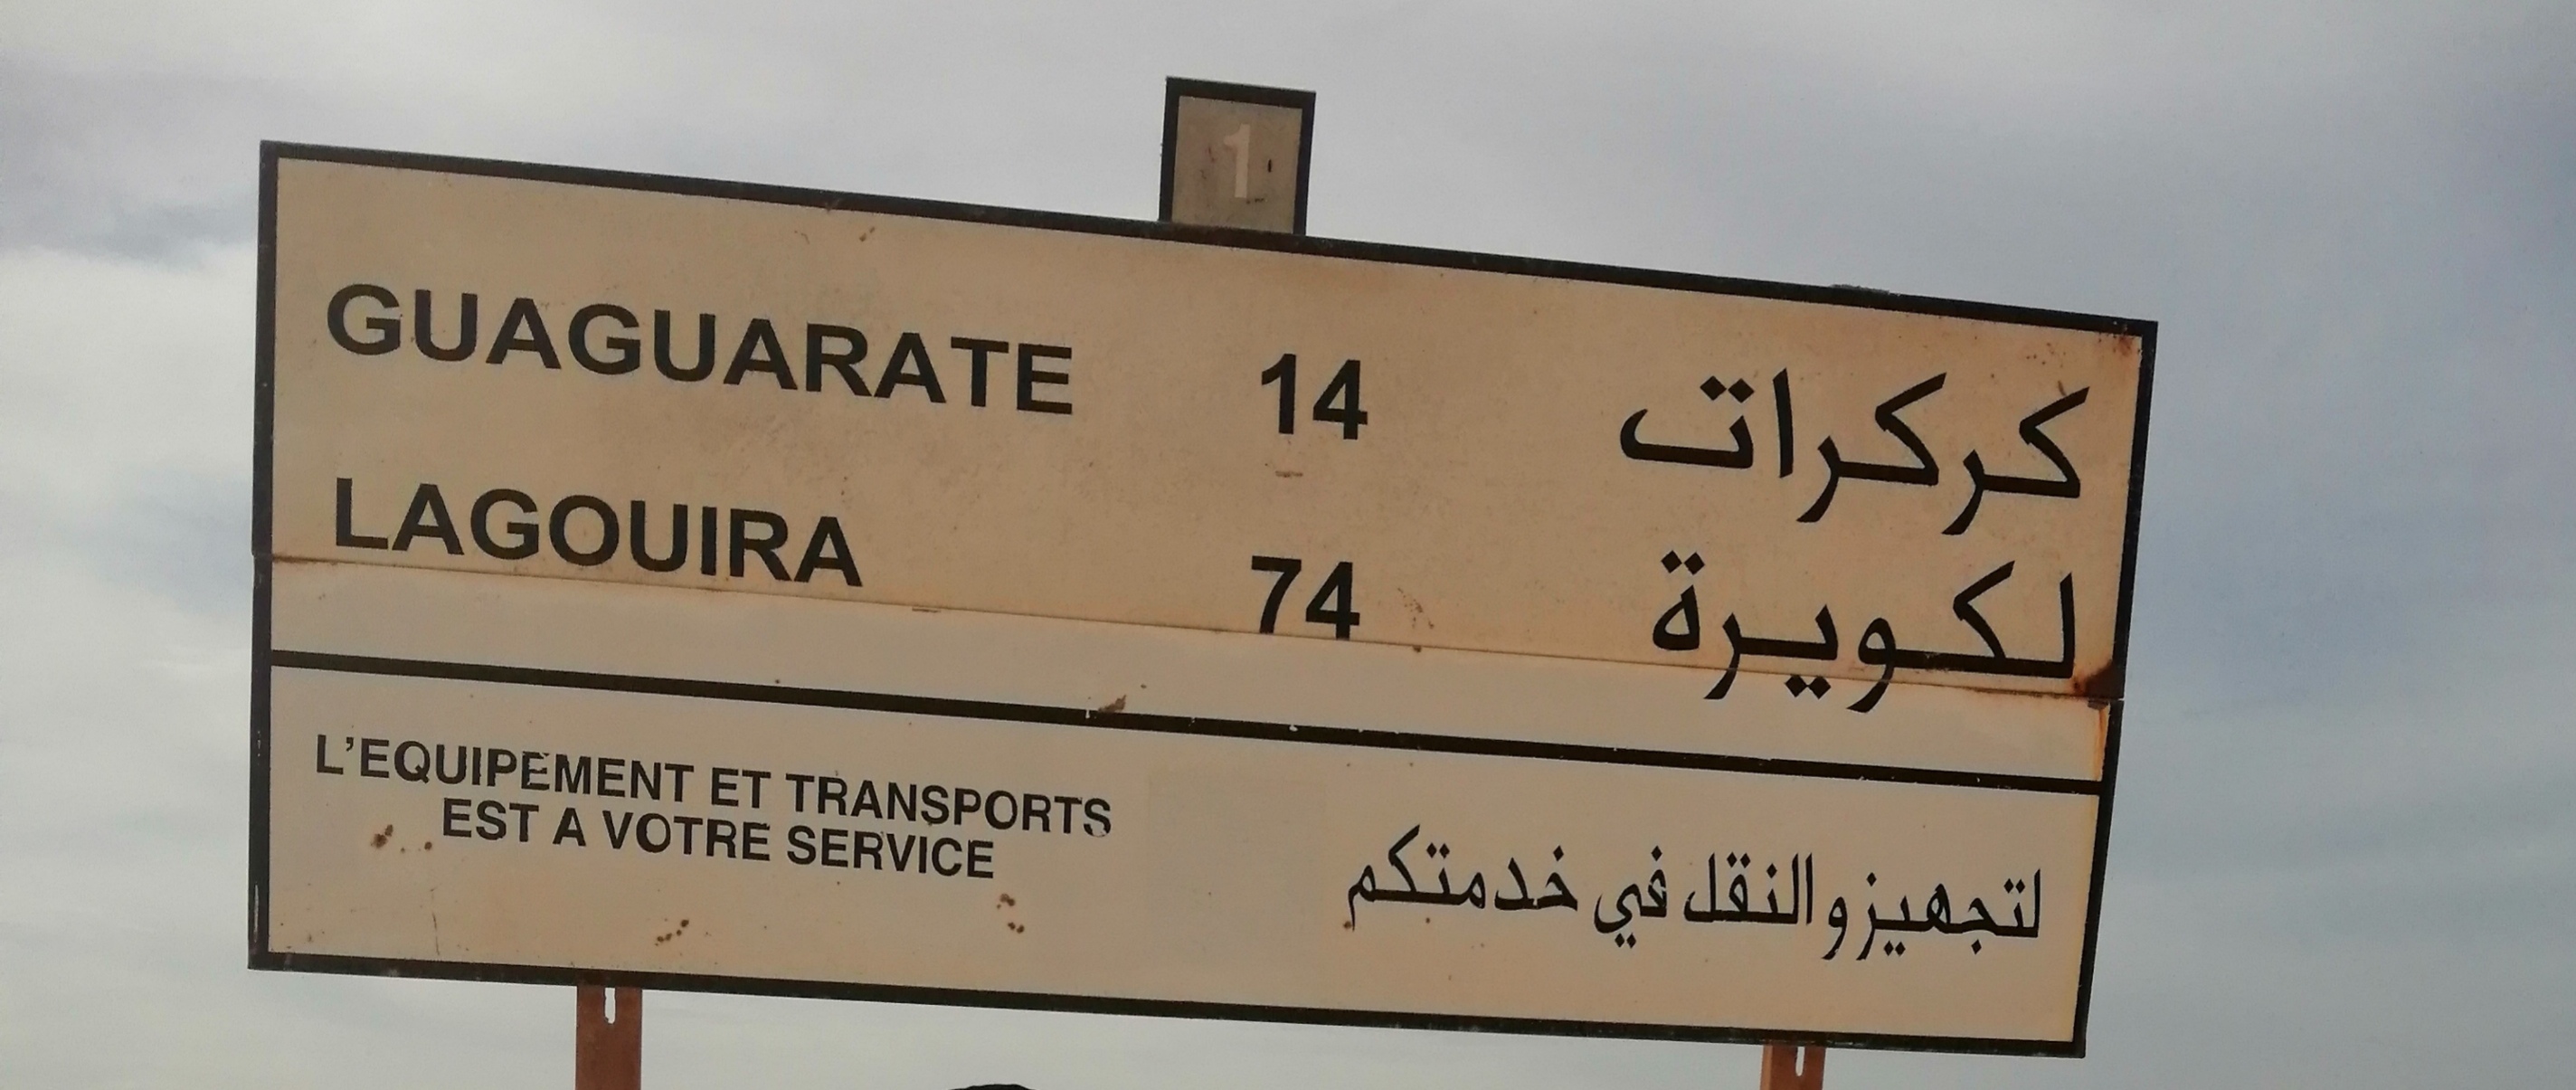 1
GUAGUARATE 14 كركرات
LAGOUIRA 74 لكويرة
L'EQUIPEMENT ET TRANSPORTS
EST A VOTRE SERVICE
لتجهيز والنقل في خدمتكم